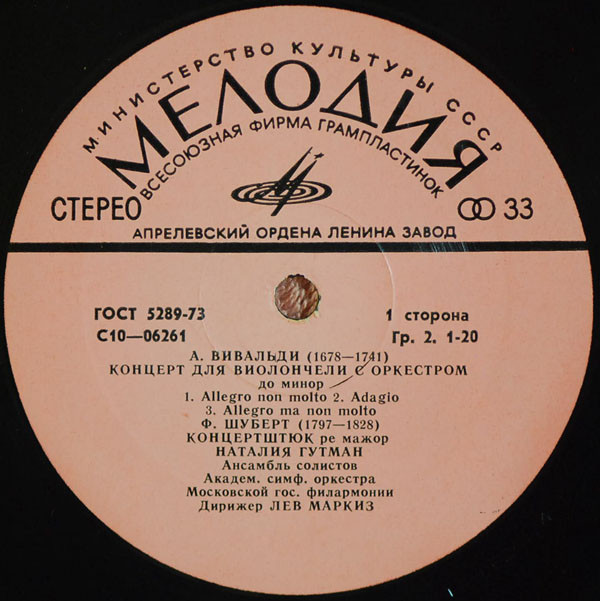 МИНИСТЕРСТВО КУЛЬТУРЫ СССР
МЕЛОДИЯ
ВСЕСОЮЗНАЯ ФИРМА ГРАМПЛАСТИНОК
СТЕРЕО
33
АПРЕЛЕВСКИЙ ОРДЕНА ЛЕНИНА ЗАВОД
ГОСТ 5289-73
1 сторона
С10—06261
Гр. 2. 1-20
А. ВИВАЛЬДИ (1678—1741)
КОНЦЕРТ ДЛЯ ВИОЛОНЧЕЛИ С ОРКЕСТРОМ
до минор
1. Allegro non molto 2. Adagio
3. Allegro ma non molto
Ф. ШУБЕРТ (1797—1828)
КОНЦЕРТШТЮК ре мажор
НАТАЛИЯ ГУТМАН
Ансамбль солистов
Академ. симф. оркестра
Московской гос. филармонии
Дирижер ЛЕВ МАРКИЗ